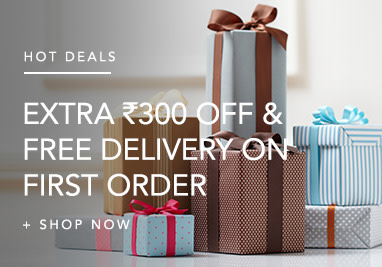 HOT DEALS
EXTRA ₹300 OFF &
FREE DELIVERY ON
FIRST ORDER
+ SHOP NOW